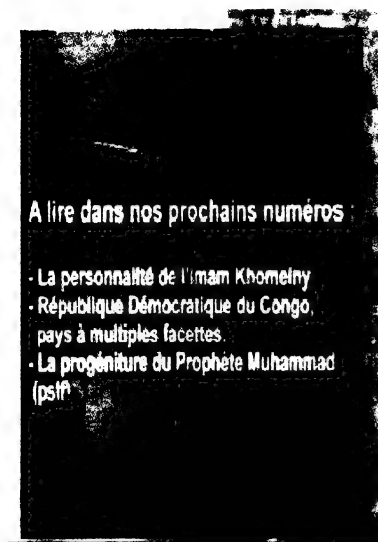 A lire dans nos prochains numéros :
- La personnalité de l'Imam Khomeiny
- République Démocratique du Congo,
pays à multiples facettes.
- La progéniture du Prophète Muhammad